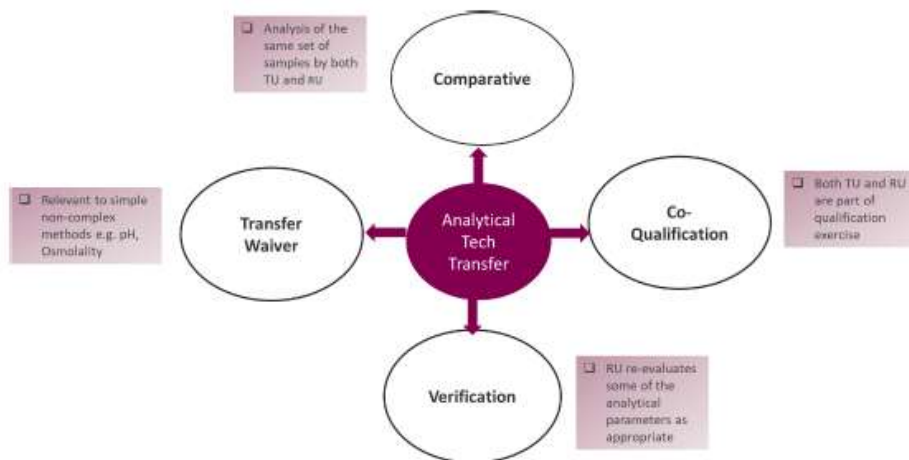 Analysis of the
same set of
samples by both
TU and RU
Comparative
Relevant to simple
non-complex
methods e.g. pH,
Osmolality
Transfer
Waiver
Analytical
Tech
Transfer
Co-
Qualification
Both TU and RU
are part of
qualification
exercise
Verification
RU re-evaluates
some of the
analytical
parameters as
appropriate